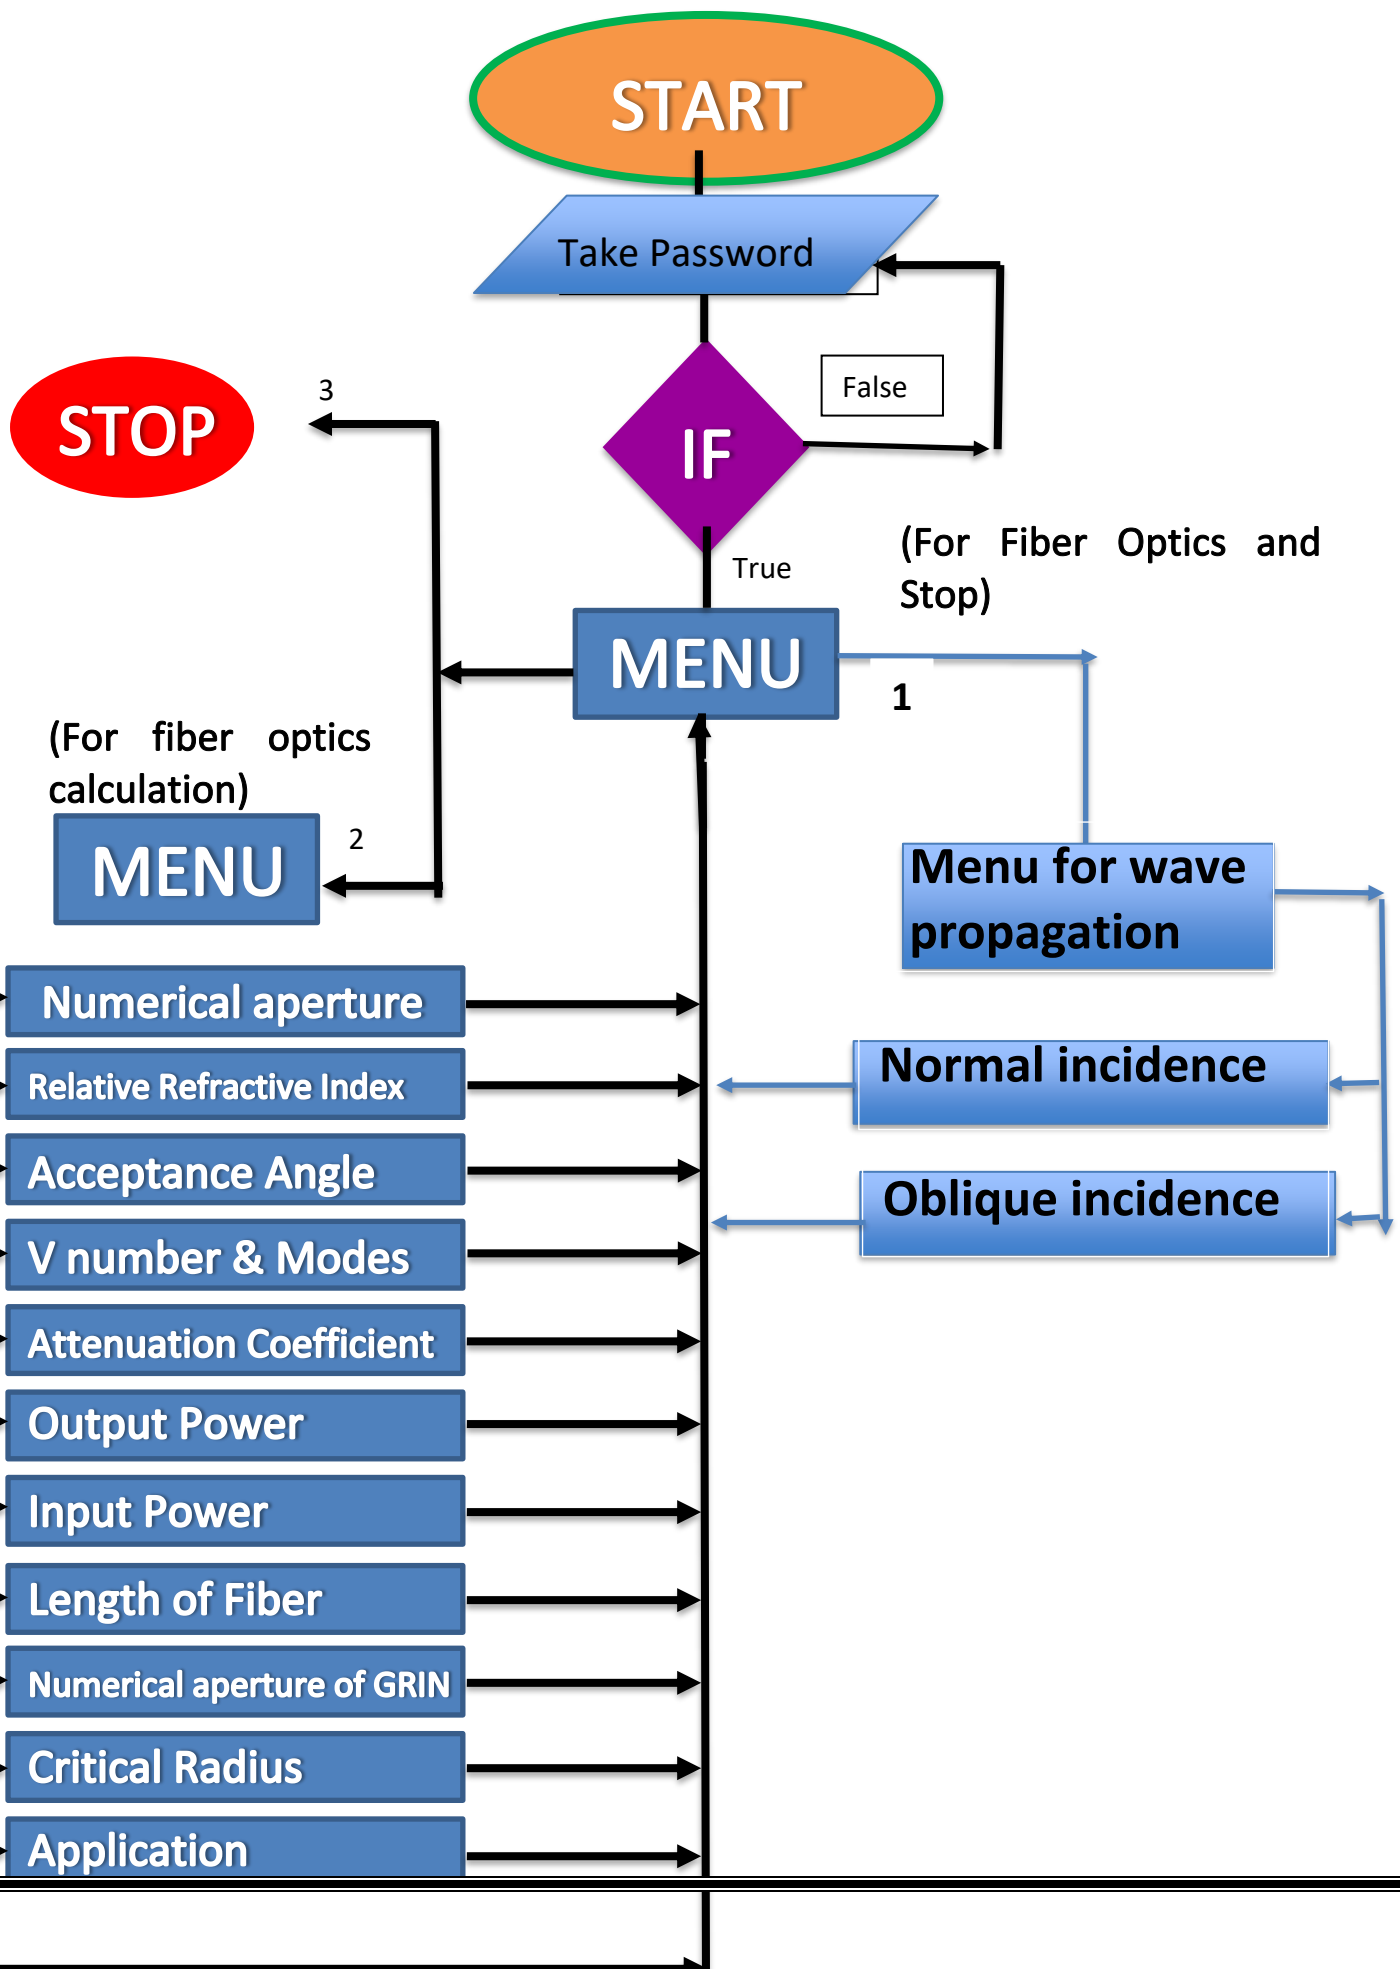 START
Take Password
False
3
STOP
IF
(For Fiber Optics and
Stop)
True
MENU
1
(For fiber optics
calculation)
MENU
2
Menu for wave
propagation
Numerical aperture
Relative Refractive Index
Normal incidence
Acceptance Angle
Oblique incidence
V number & Modes
Attenuation Coefficient
Output Power
Input Power
Length of Fiber
Numerical aperture of GRIN
Critical Radius
Application